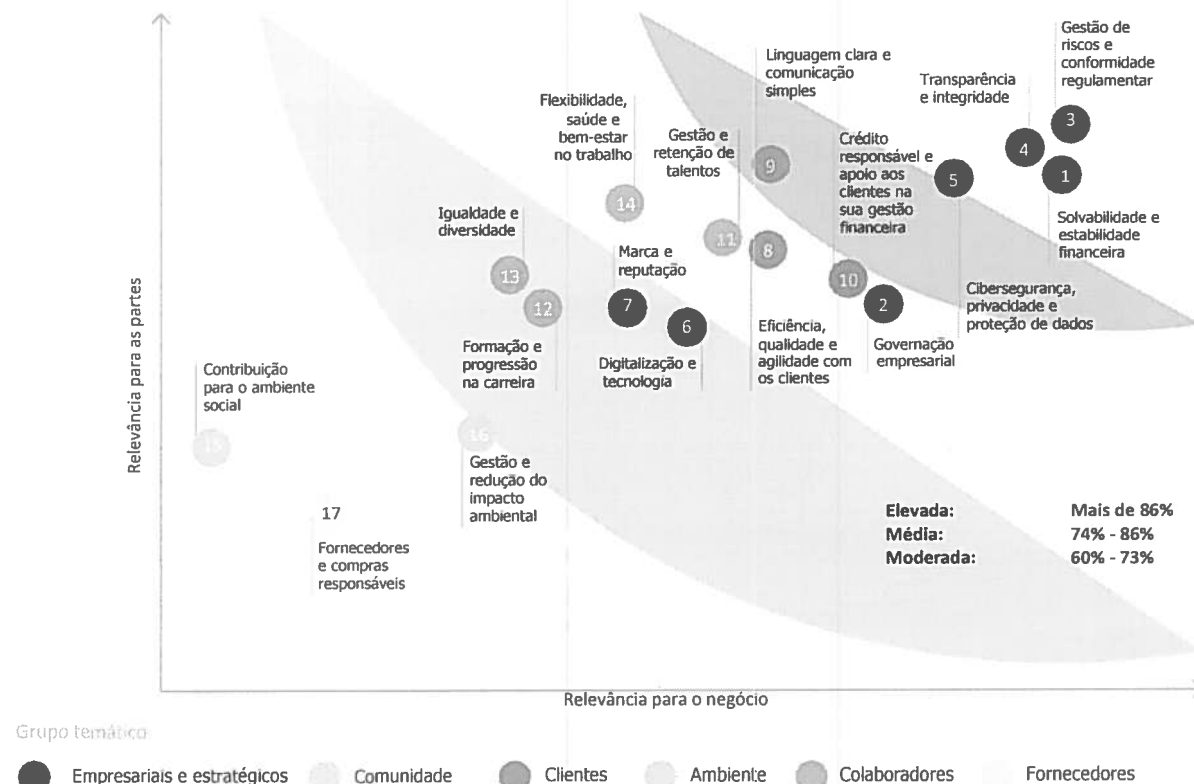 Gestão de
riscos e
conformidade
regulamentar
Linguagem clara e
comunicação
simples
Transparência
e integridade
Flexibilidade,
saúde e
bem-estar
no trabalho
Gestão e
retenção de
talentos
Crédito
responsável e
apoio aos
clientes na
sua gestão
financeira
3
4
9
5
1
14
Igualdade e
diversidade
Solvabilidade e
estabilidade
financeira
11
8
Marca e
reputação
13
10
Cibersegurança,
privacidade e
proteção de dados
12
7
2
6
Relevância para as partes
Formação e
progressão
na carreira
Digitalização e
tecnologia
Eficiência,
qualidade e
agilidade com
os clientes
Governação
empresarial
Contribuição
para o ambiente
social
16
Gestão e
redução do
impacto
ambiental
17
Fornecedores
e compras
responsáveis
Elevada: Mais de 86%
Média: 74% - 86%
Moderada: 60% - 73%
Relevância para o negócio
Grupo temático
Empresariais e estratégicos Comunidade Clientes Ambiente Colaboradores Fornecedores